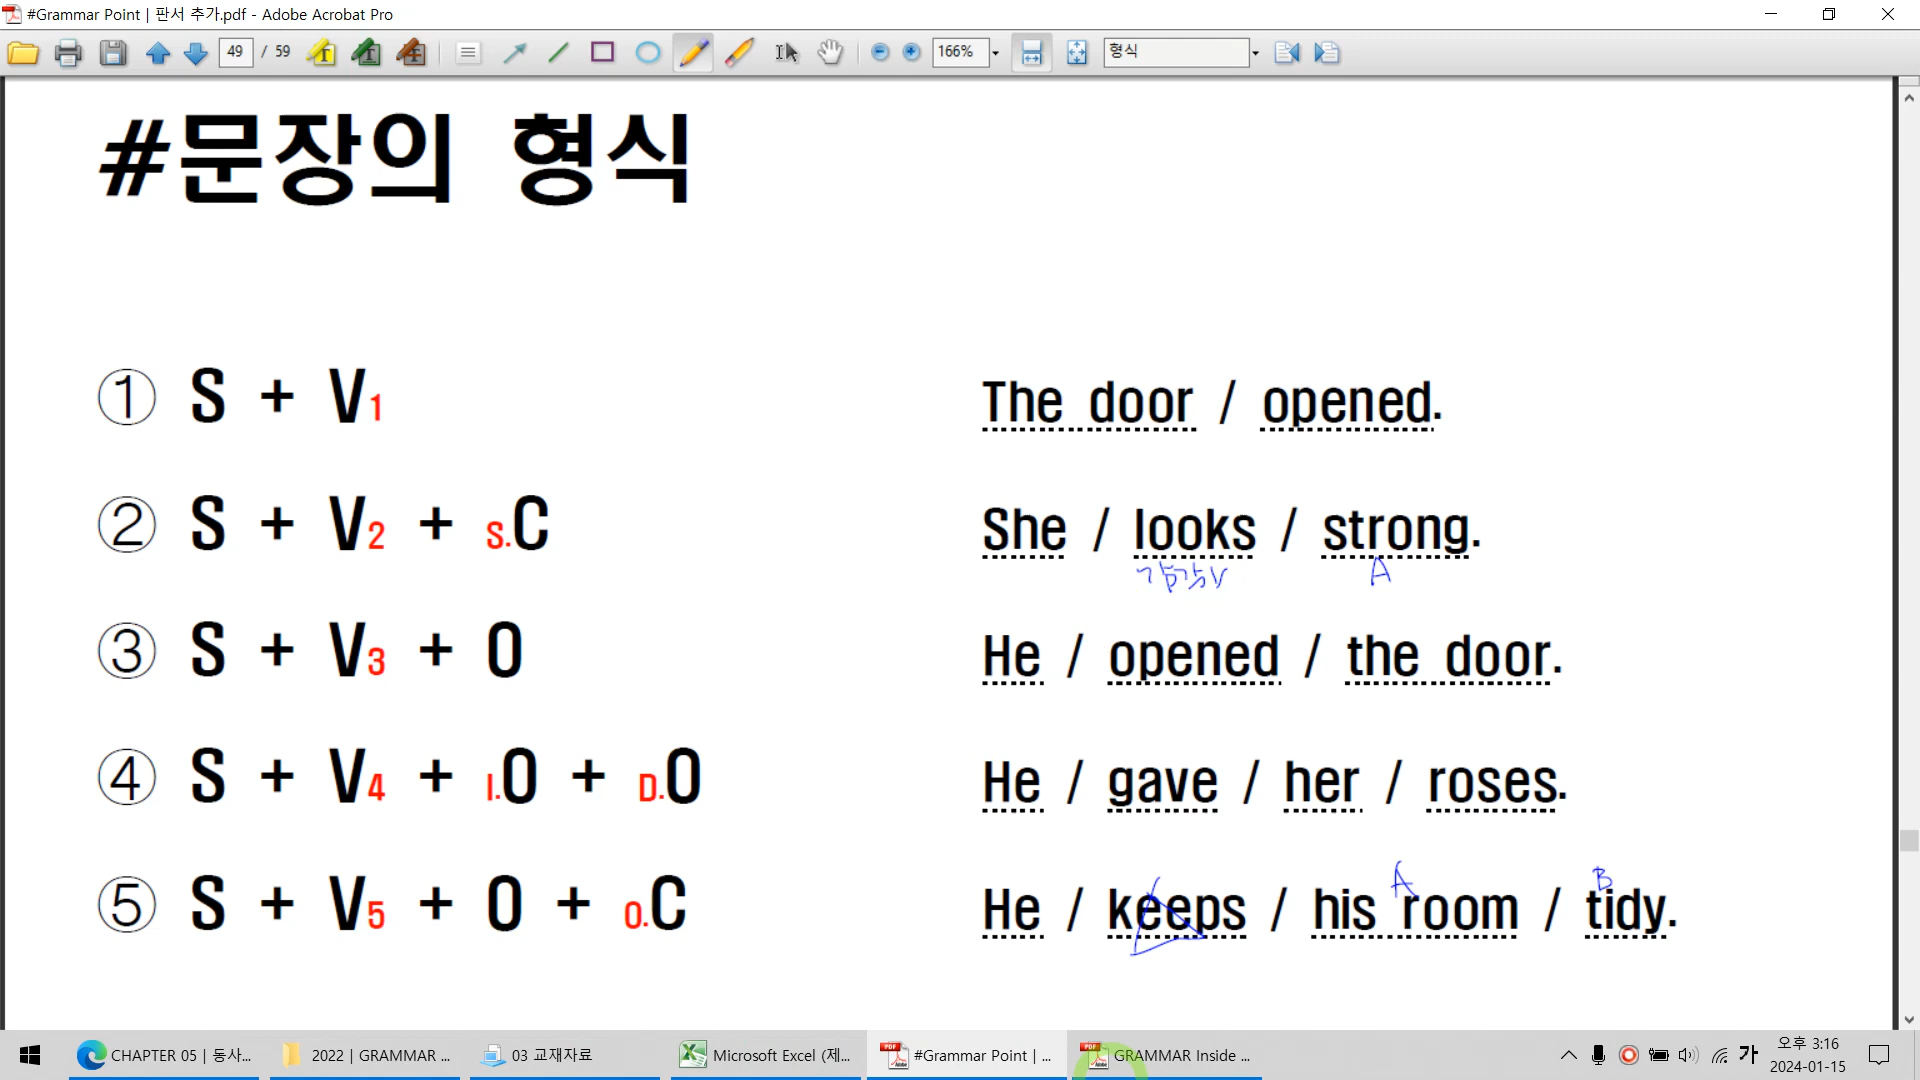 #Grammar Point | 판서 추가.pdf - Adobe Acrobat Pro
49 / 59 166% 형식
#문장의 형식
① S + V1 The door / opened.
② S + V2 + S.C She / looks / strong.
감각V A
③ S + V3 + O He / opened / the door.
④ S + V4 + I.O + D.O He / gave / her / roses.
A B
⑤ S + V5 + O + O.C He / keeps / his room / tidy.
CHAPTER 05 | 동사... 2022 | GRAMMAR ... 03 교재자료 Microsoft Excel (제... #Grammar Point | ... GRAMMAR Inside ... 가 오후 3:16
2024-01-15